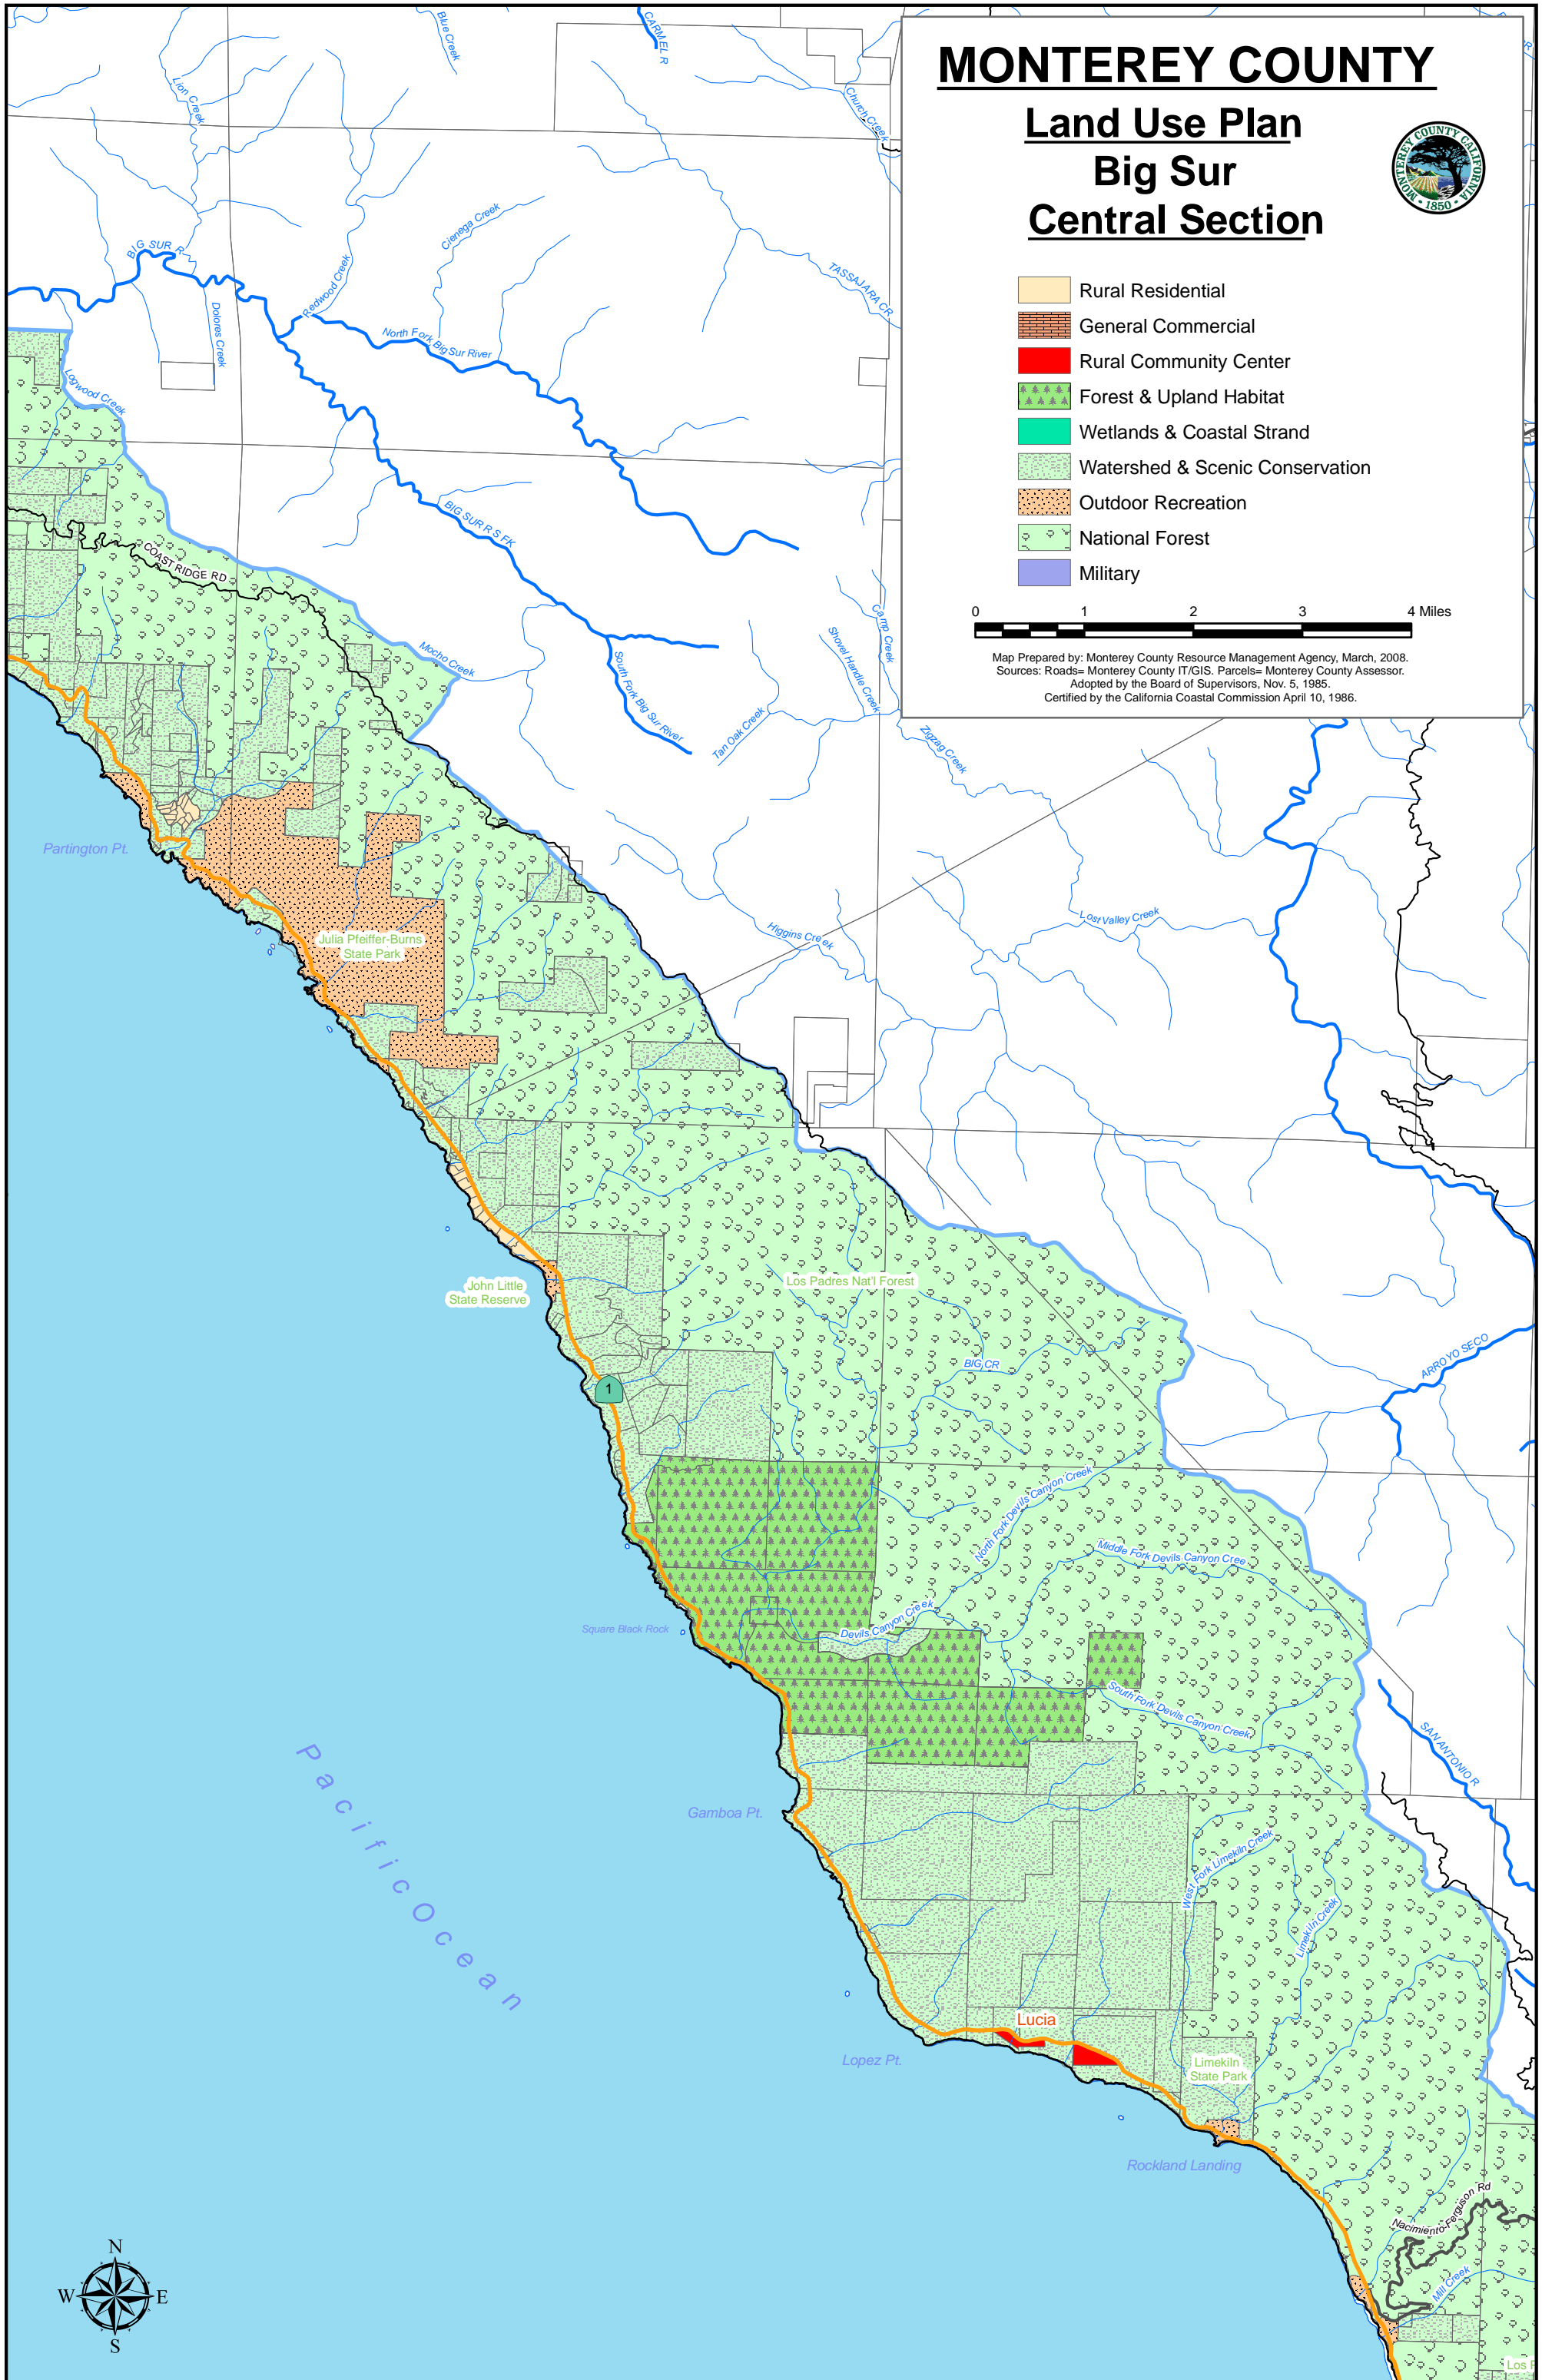 MONTEREY COUNTY
Land Use Plan
Big Sur
Central Section
MONTEREY COUNTY CALIFORNIA
1850
Rural Residential
General Commercial
Rural Community Center
Forest & Upland Habitat
Wetlands & Coastal Strand
Watershed & Scenic Conservation
Outdoor Recreation
National Forest
Military
0 1 2 3 4 Miles
Map Prepared by: Monterey County Resource Management Agency, March, 2008.
Sources: Roads= Monterey County IT/GIS. Parcels= Monterey County Assessor.
Adopted by the Board of Supervisors, Nov. 5, 1985.
Certified by the California Coastal Commission April 10, 1986.
Blue Creek
CARMEL R
Lion Creek
Church Creek
Cienega Creek
BIG SUR R
Redwood Creek
TASSAJARA CR
Dolores Creek
North Fork Big Sur River
Logwood Creek
BIG SUR R S FK
COAST RIDGE RD
Mocho Creek
South Fork Big Sur River
Camp Creek
Shovel Handle Creek
Tan Oak Creek
Zigzag Creek
Partington Pt.
Lost Valley Creek
Higgins Creek
Julia Pfeiffer-Burns
State Park
Los Padres Nat'l Forest
John Little
State Reserve
BIG CR
ARROYO SECO
1
North Fork Devils Canyon Creek
Middle Fork Devils Canyon Cree
Devils Canyon Creek
Square Black Rock
South Fork Devils Canyon Creek
SAN ANTONIO R
Pacific Ocean
Gamboa Pt.
West Fork Limekiln Creek
Limekiln Creek
Lucia
Lopez Pt.
Limekiln
State Park
Rockland Landing
Nacimiento-Ferguson Rd
Mill Creek
N
W E
S
Los